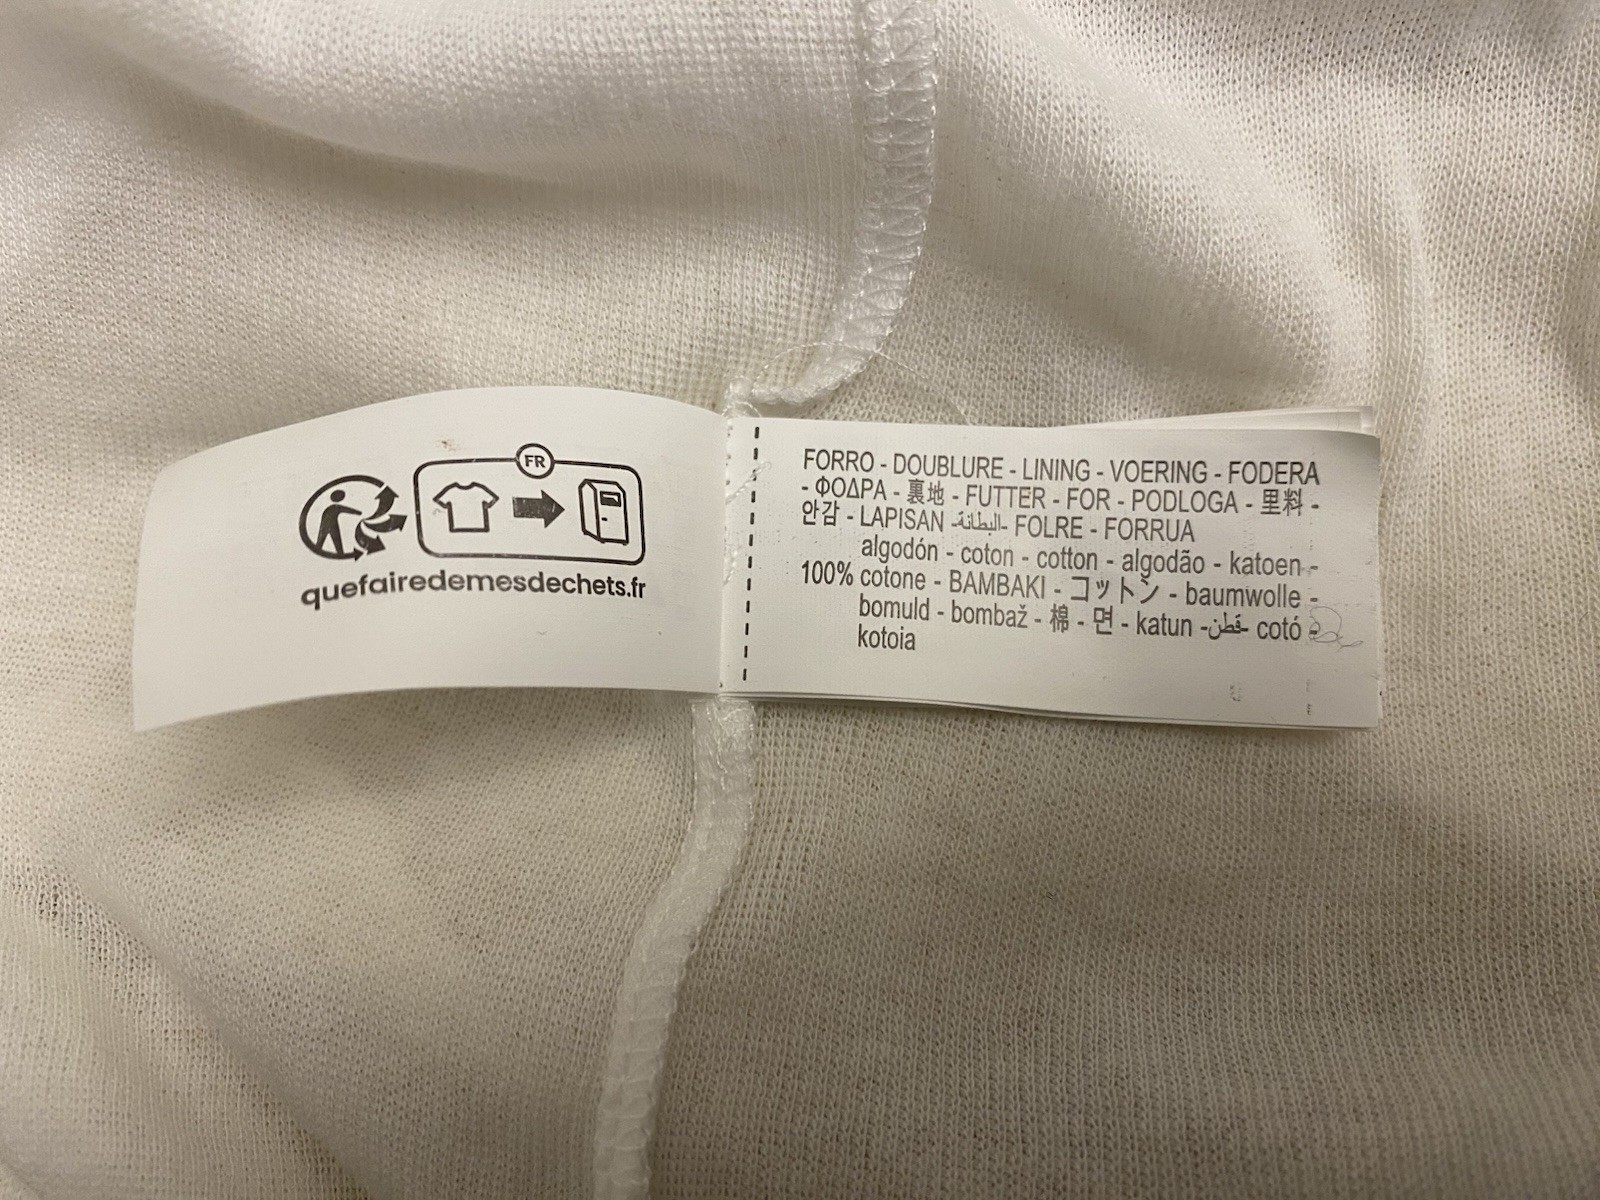 FR
quefairedemesdechets.fr
FORRO - DOUBLURE - LINING - VOERING - FODERA
- ΦΟΔΡΑ - 裏地 - FUTTER - FOR - PODLOGA - 里料 -
안감 - LAPISAN -البطانة- FOLRE - FORRUA
algodón - coton - cotton - algodão - katoen -
100% cotone - BAMBAKI - コットン - baumwolle -
bomuld - bombaž - 棉 - 면 - katun -قطن- cotó -
kotoia